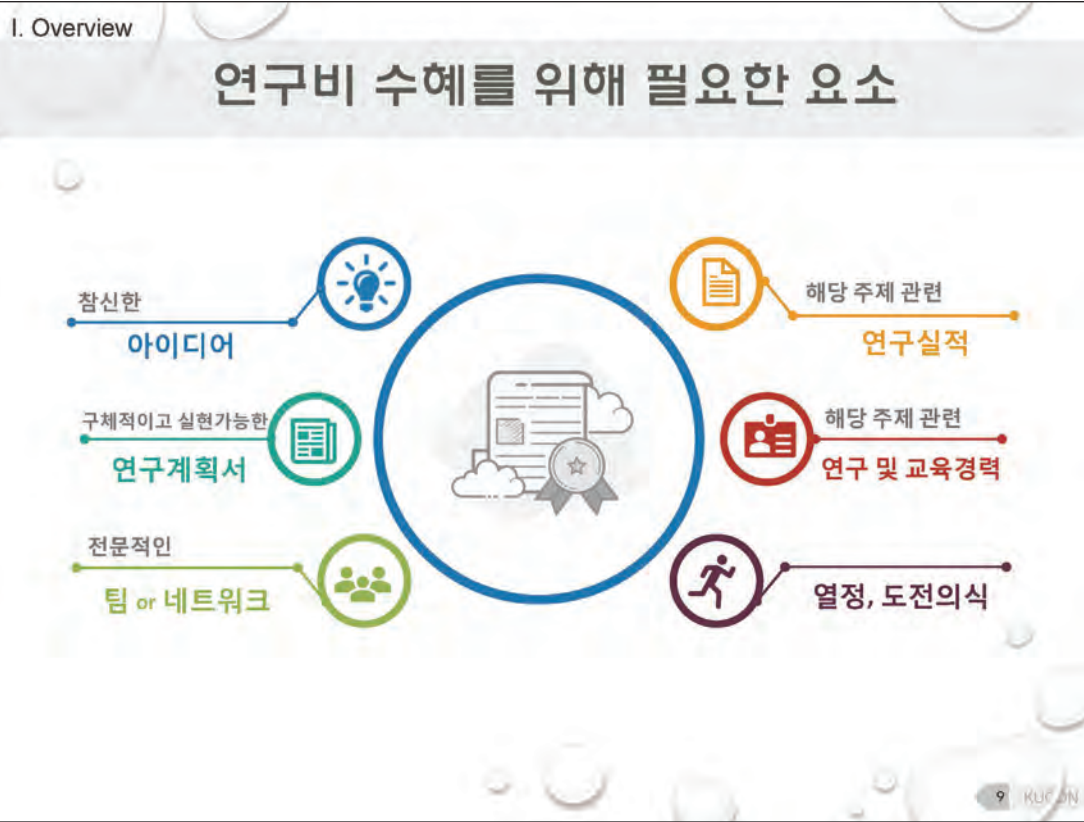 I. Overview
연구비 수혜를 위해 필요한 요소
참신한
아이디어
구체적이고 실현가능한
연구계획서
전문적인
팀 or 네트워크
해당 주제 관련
연구실적
해당 주제 관련
연구 및 교육경력
열정, 도전의식
9